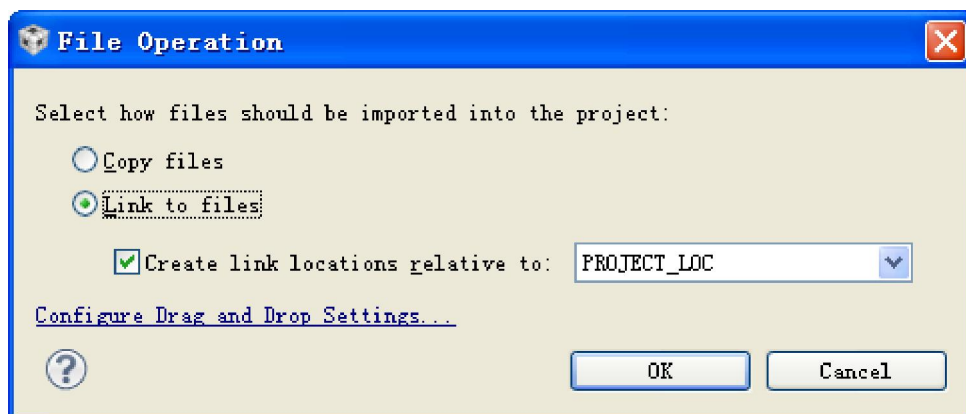 File Operation
Select how files should be imported into the project:
Copy files
Link to files
Create link locations relative to: PROJECT_LOC
Configure Drag and Drop Settings...
? OK Cancel